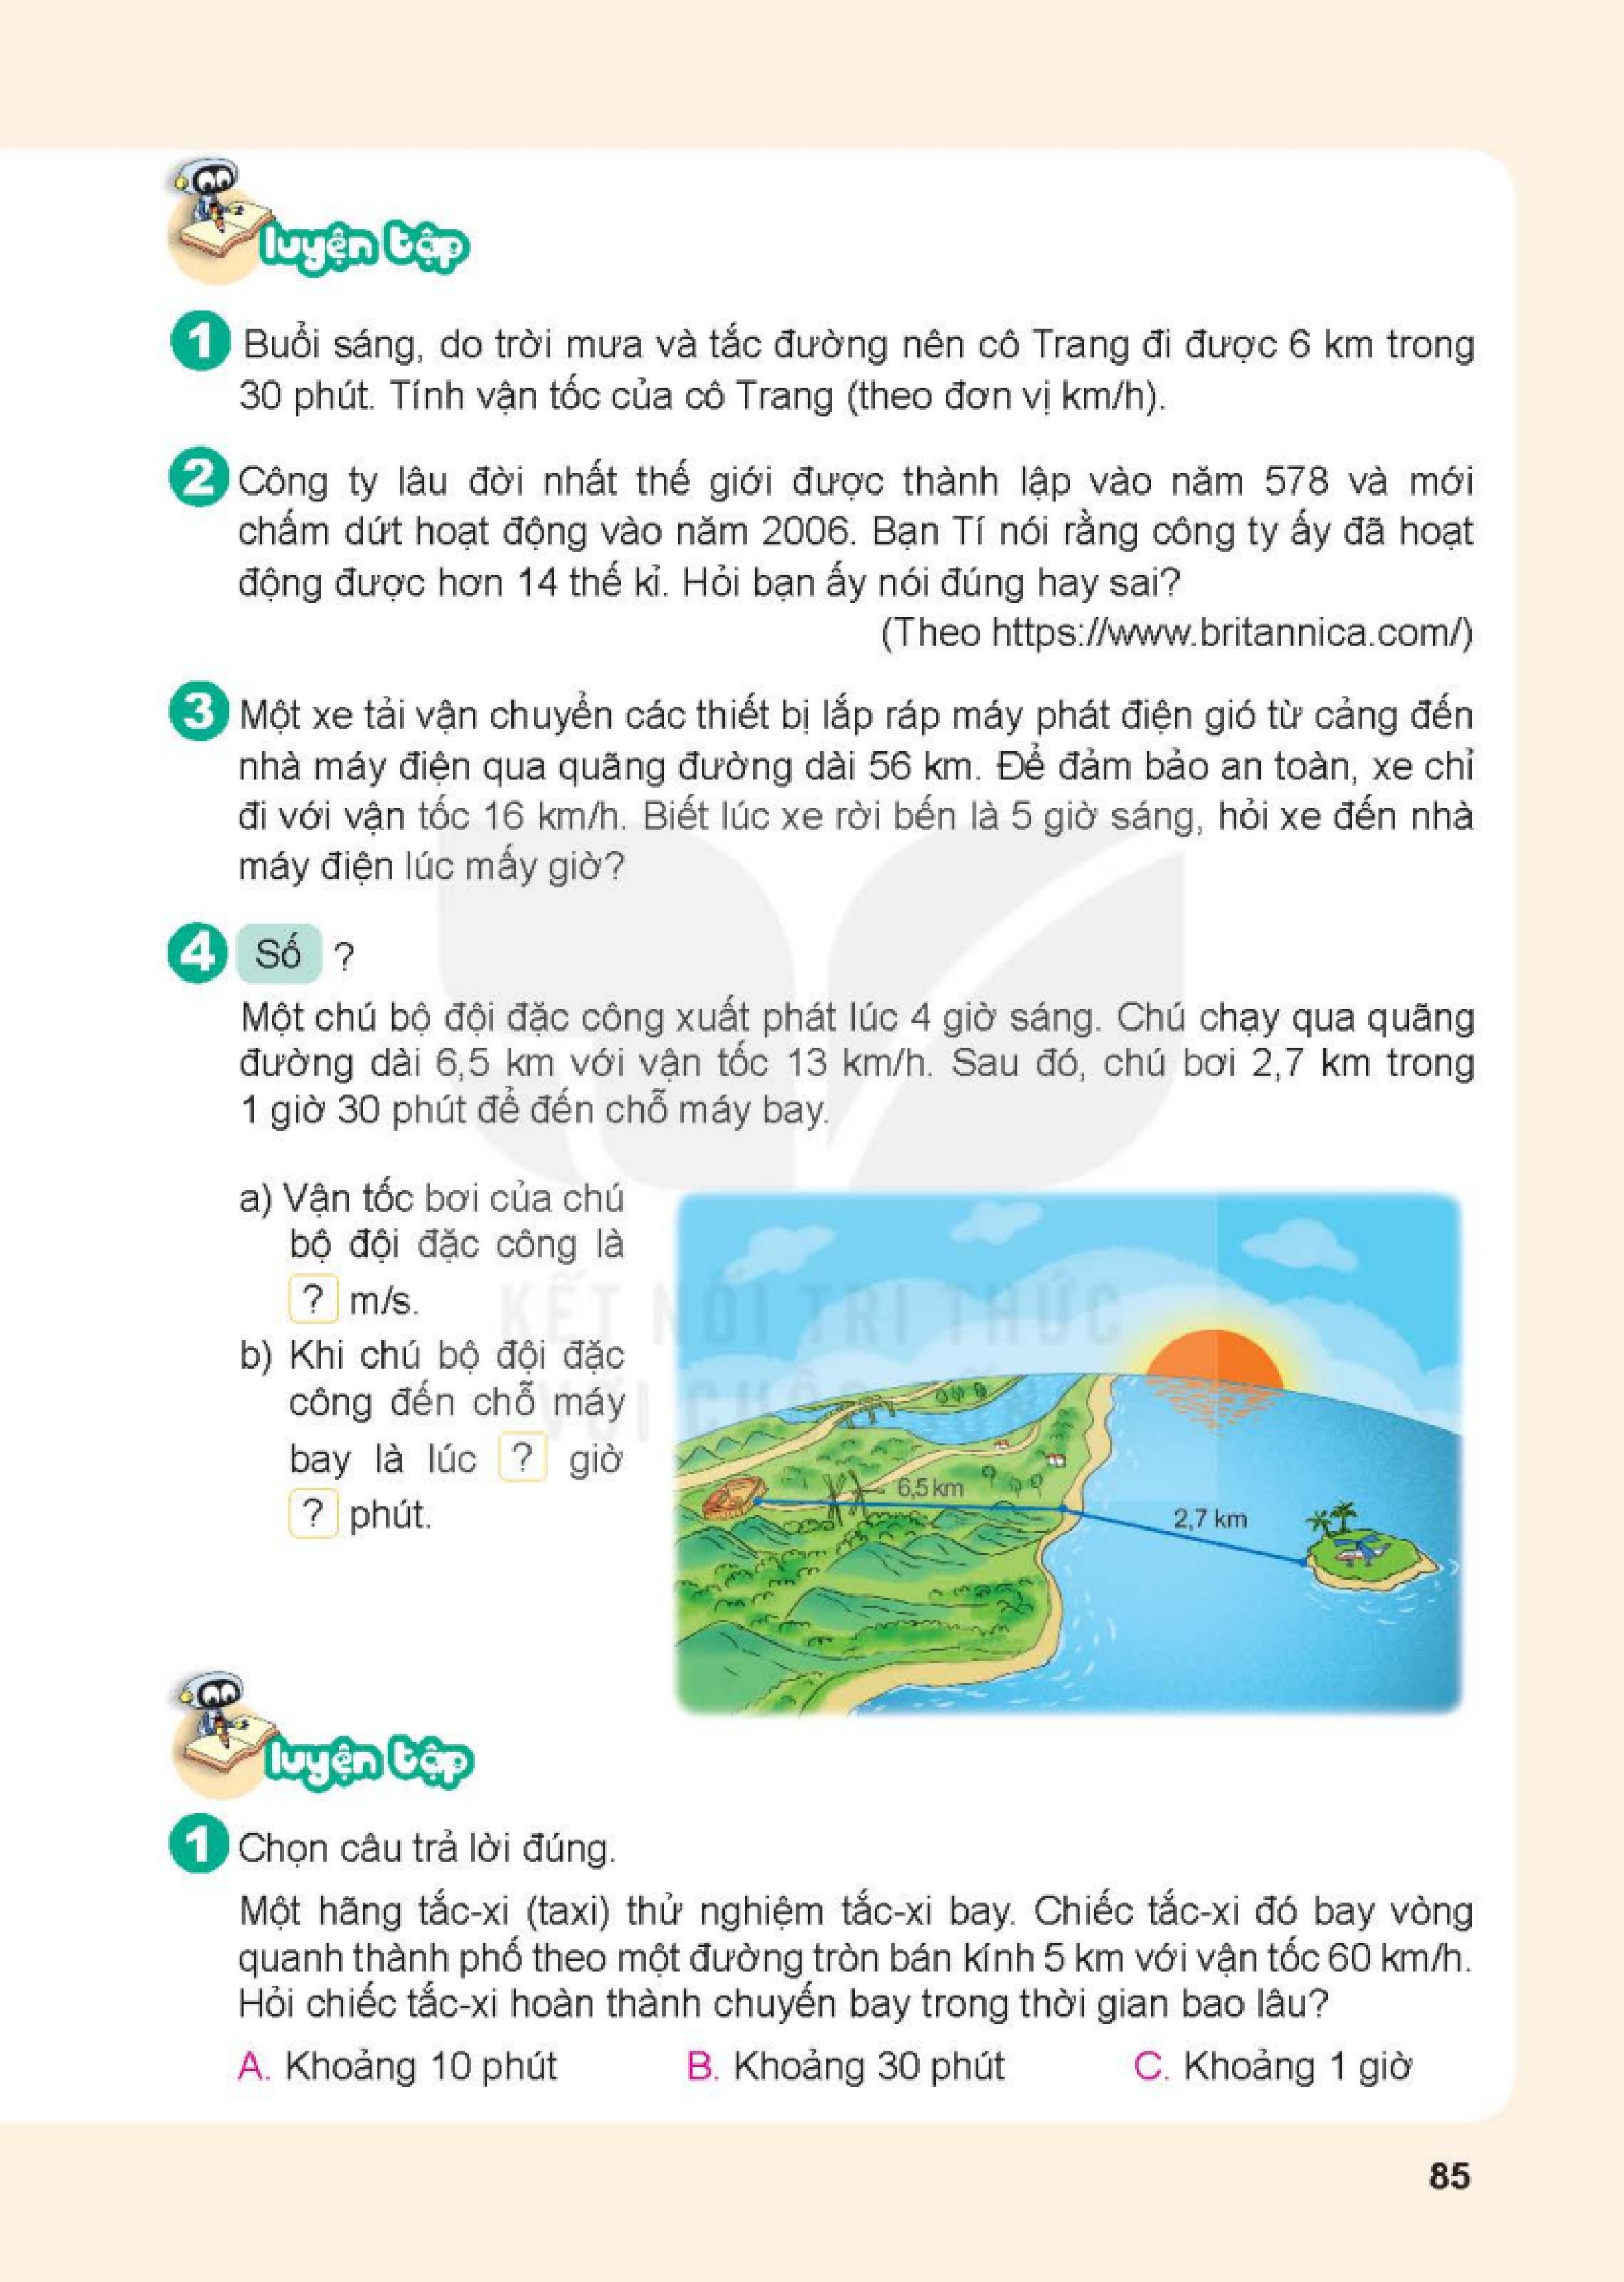 luyện tập
1 Buổi sáng, do trời mưa và tắc đường nên cô Trang đi được 6 km trong
30 phút. Tính vận tốc của cô Trang (theo đơn vị km/h).
2 Công ty lâu đời nhất thế giới được thành lập vào năm 578 và mới
chấm dứt hoạt động vào năm 2006. Bạn Tí nói rằng công ty ấy đã hoạt
động được hơn 14 thế kỉ. Hỏi bạn ấy nói đúng hay sai?
(Theo https://www.britannica.com/)
3 Một xe tải vận chuyển các thiết bị lắp ráp máy phát điện gió từ cảng đến
nhà máy điện qua quãng đường dài 56 km. Để đảm bảo an toàn, xe chỉ
đi với vận tốc 16 km/h. Biết lúc xe rời bến là 5 giờ sáng, hỏi xe đến nhà
máy điện lúc mấy giờ?
4 Số ?
Một chú bộ đội đặc công xuất phát lúc 4 giờ sáng. Chú chạy qua quãng
đường dài 6,5 km với vận tốc 13 km/h. Sau đó, chú bơi 2,7 km trong
1 giờ 30 phút để đến chỗ máy bay.
a) Vận tốc bơi của chú
bộ đội đặc công là
? m/s.
b) Khi chú bộ đội đặc
công đến chỗ máy
bay là lúc ? giờ
? phút.
6,5 km
2,7 km
KẾT NỐI TRI THỨC
VỚI CUỘC SỐNG
luyện tập
1 Chọn câu trả lời đúng.
Một hãng tắc-xi (taxi) thử nghiệm tắc-xi bay. Chiếc tắc-xi đó bay vòng
quanh thành phố theo một đường tròn bán kính 5 km với vận tốc 60 km/h.
Hỏi chiếc tắc-xi hoàn thành chuyến bay trong thời gian bao lâu?
A. Khoảng 10 phút B. Khoảng 30 phút C. Khoảng 1 giờ
85